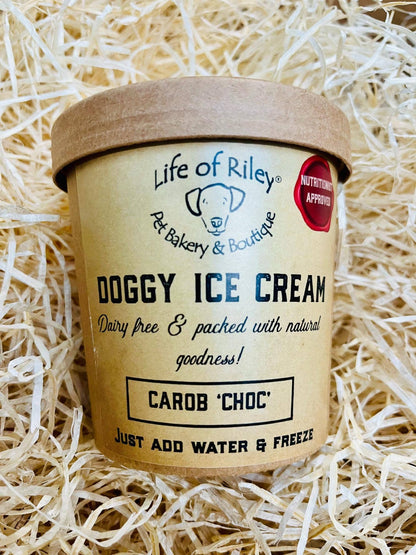 Life of Riley®
Pet Bakery & Boutique
NUTRITIONIST
APPROVED
DOGGY ICE CREAM
Dairy free & packed with natural
goodness!
CAROB 'CHOC'
JUST ADD WATER & FREEZE